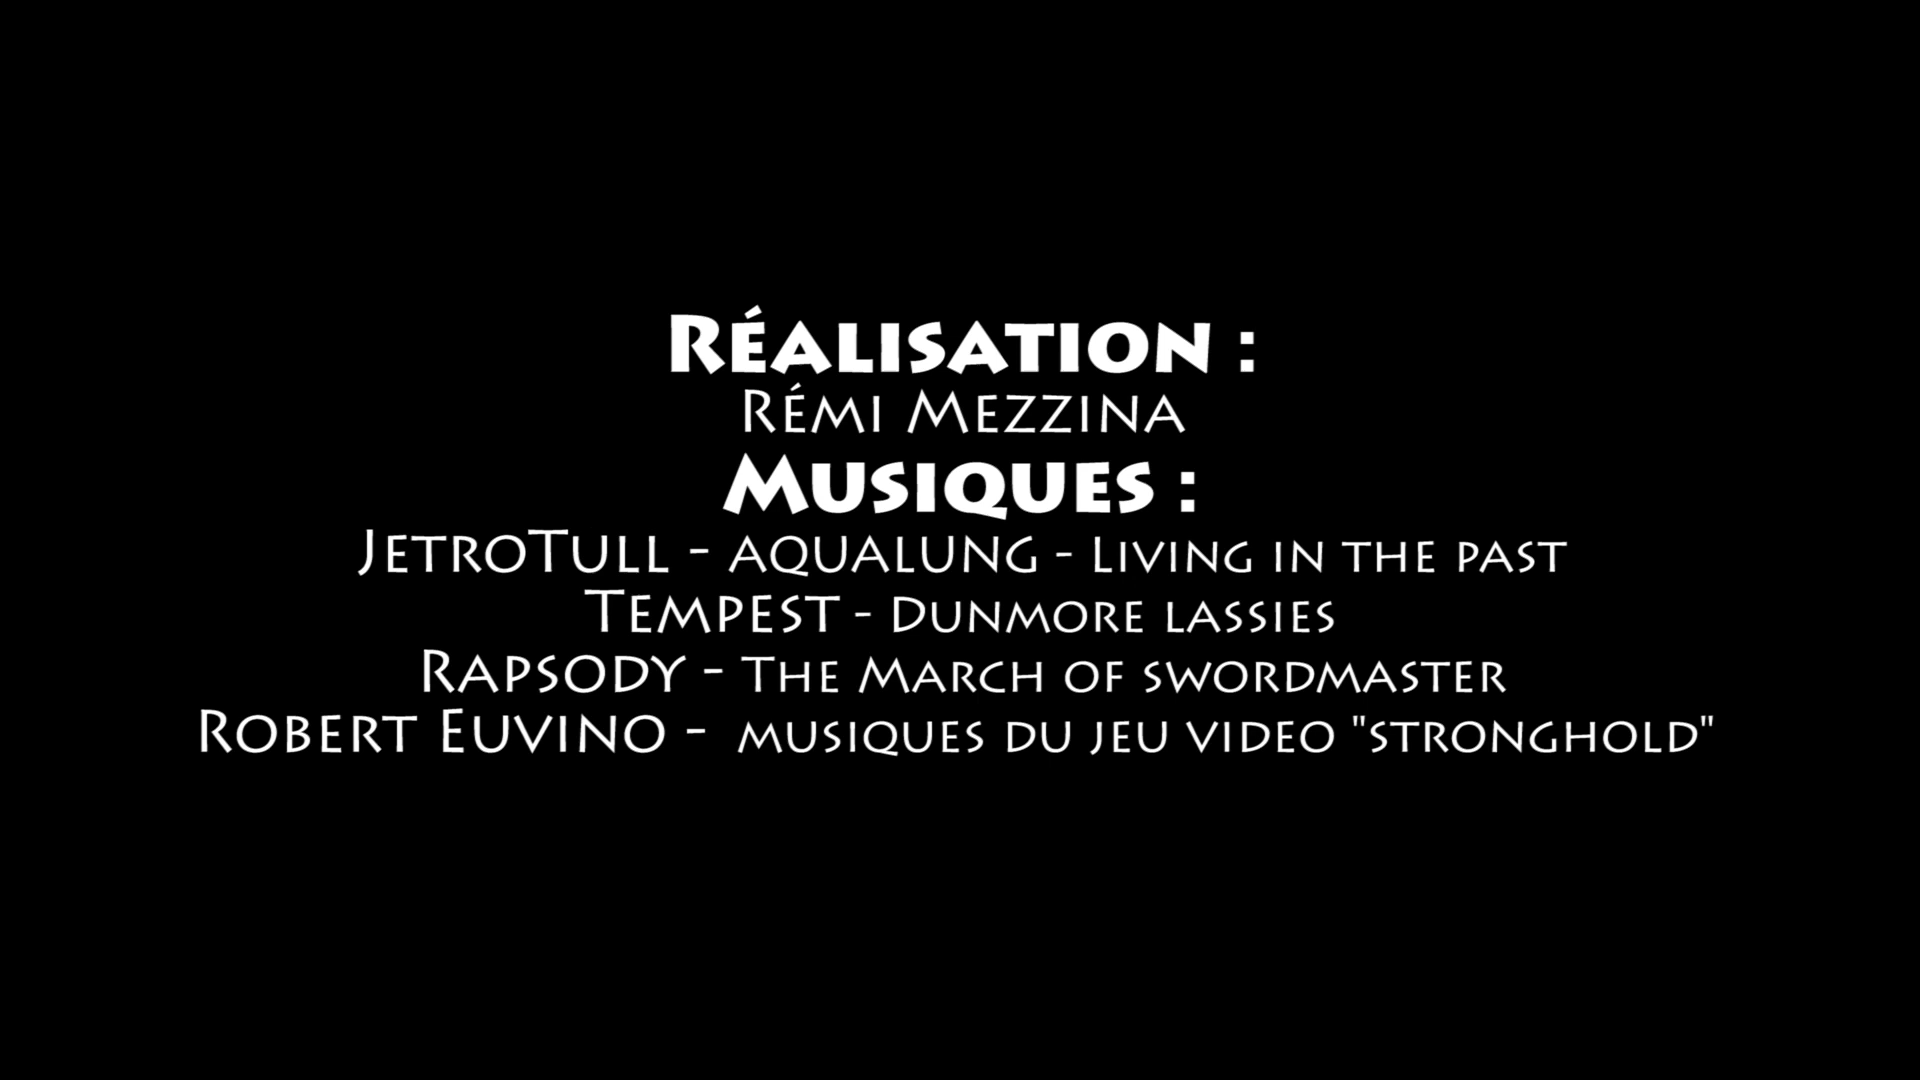 Réalisation :
Rémi Mezzina
Musiques :
JetroTull - aqualung - Living in the past
Tempest - Dunmore lassies
Rapsody - The March of swordmaster
Robert Euvino - musiques du jeu video "stronghold"